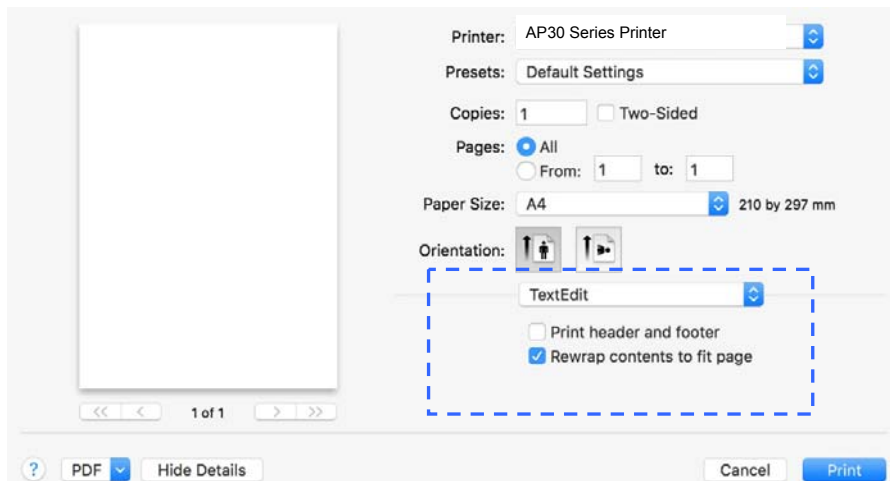 Printer: AP30 Series Printer
Presets: Default Settings
Copies: 1 Two-Sided
Pages: All
From: 1 to: 1
Paper Size: A4 210 by 297 mm
Orientation:
TextEdit
Print header and footer
Rewrap contents to fit page
<< < 1 of 1 > >>
? PDF Hide Details Cancel Print